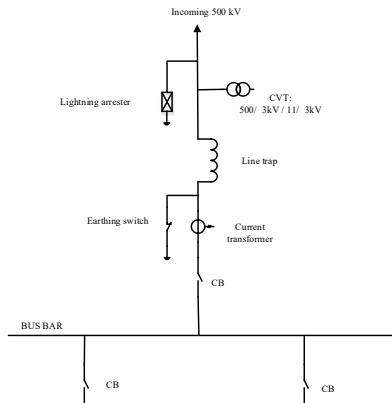 Incoming 500 kV
Lightning arrester
CVT:
500/ 3kV / 11/ 3kV
Line trap
Earthing switch
Current
transformer
CB
BUS BAR
CB
CB